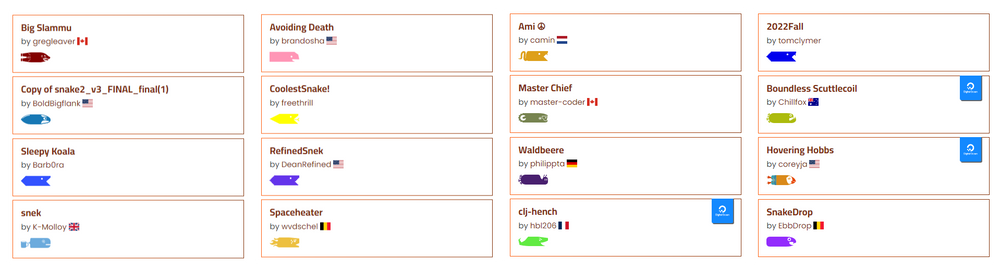 Big Slammu
by gregleaver
Copy of snake2_v3_FINAL_final(1)
by BoldBigflank
Sleepy Koala
by Barb0ra
snek
by K-Molloy
Avoiding Death
by brandosha
CoolestSnake!
by freethrill
RefinedSnek
by DeanRefined
Spaceheater
by wvdschel
Ami ☮
by camin
Master Chief
by master-coder
Waldbeere
by philippta
clj-hench
by hbl206
2022Fall
by tomclymer
Boundless Scuttlecoil
by Chillfox
Hovering Hobbs
by coreyja
SnakeDrop
by EbbDrop